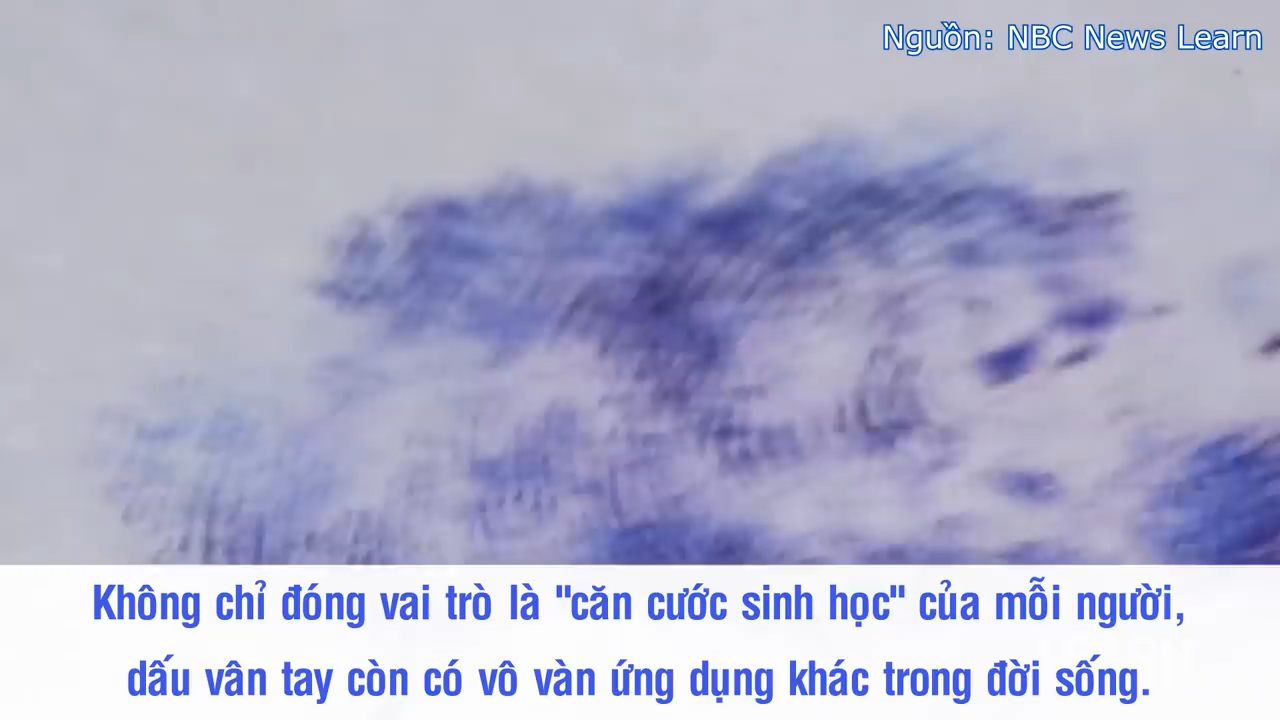 Nguồn: NBC News Learn
Không chỉ đóng vai trò là "căn cước sinh học" của mỗi người,
dấu vân tay còn có vô vàn ứng dụng khác trong đời sống.